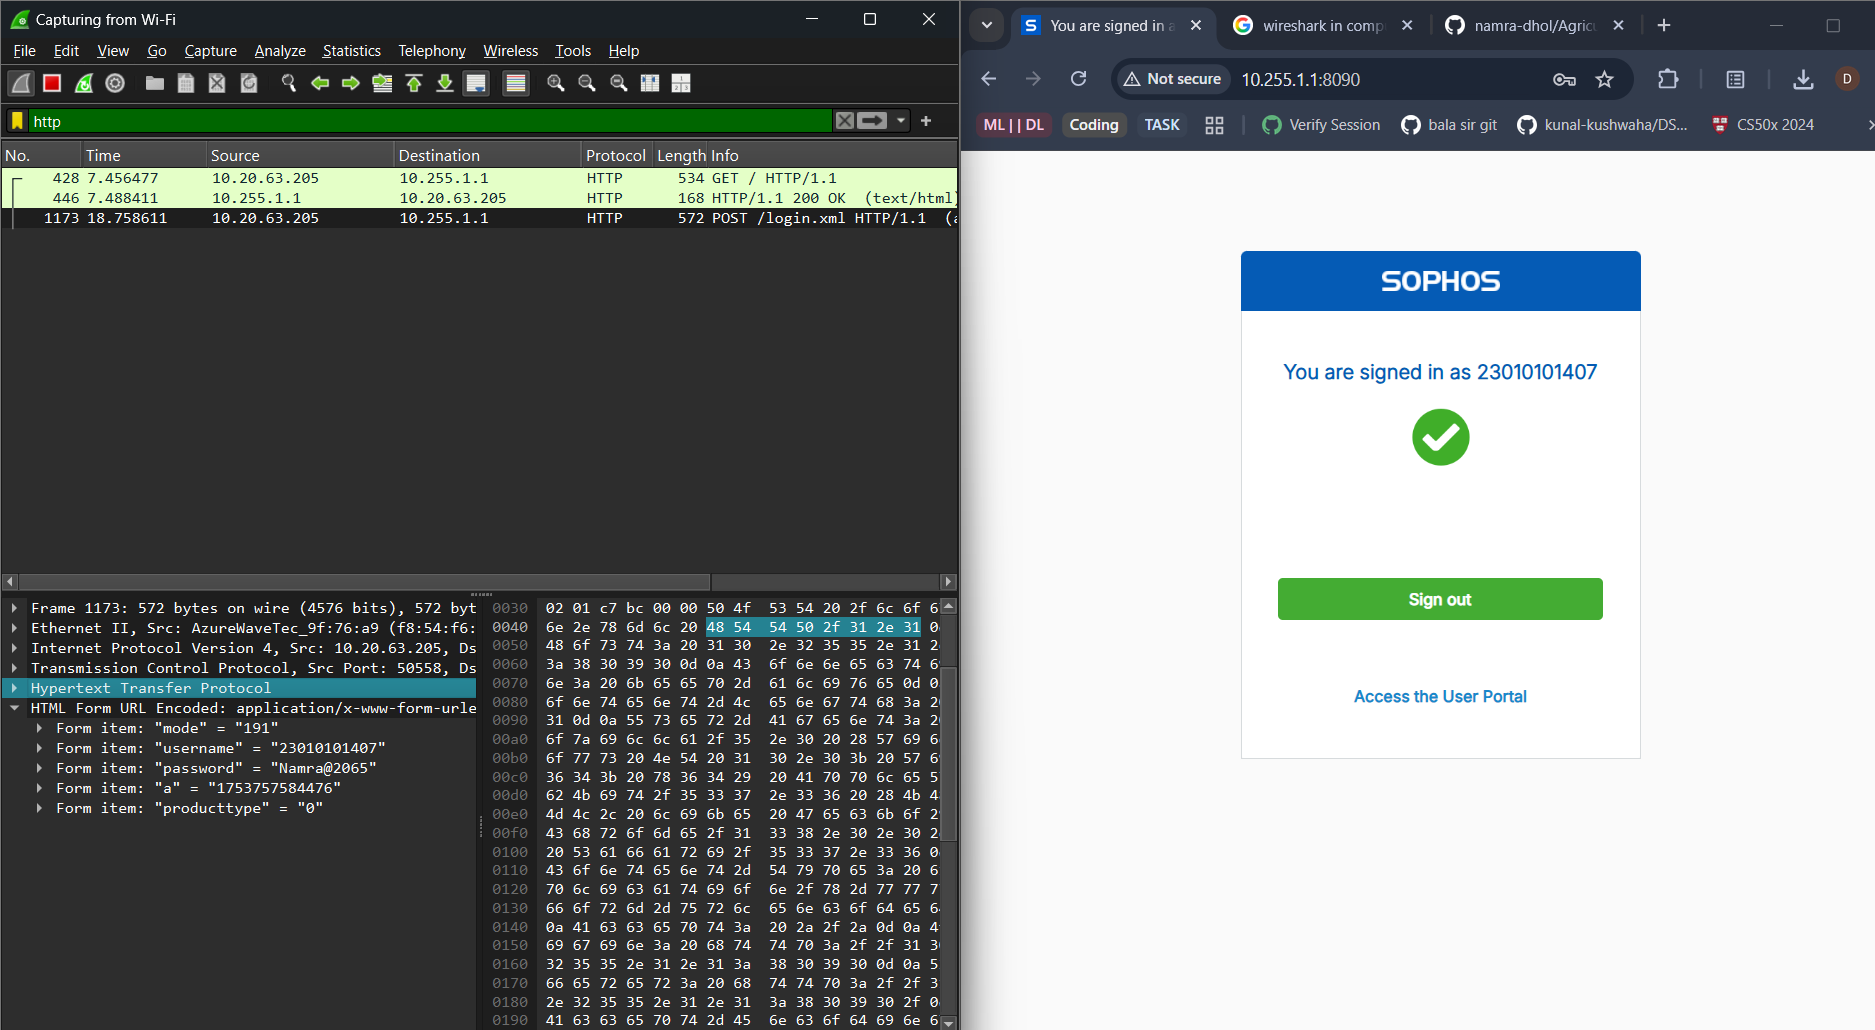 Capturing from Wi-Fi
File Edit View Go Capture Analyze Statistics Telephony Wireless Tools Help
http
No. Time Source Destination Protocol Length Info
428 7.456477 10.20.63.205 10.255.1.1 HTTP 534 GET / HTTP/1.1
446 7.488411 10.255.1.1 10.20.63.205 HTTP 168 HTTP/1.1 200 OK (text/html)
1173 18.758611 10.20.63.205 10.255.1.1 HTTP 572 POST /login.xml HTTP/1.1 (a
Frame 1173: 572 bytes on wire (4576 bits), 572 byt
Ethernet II, Src: AzureWaveTec_9f:76:a9 (f8:54:f6:
Internet Protocol Version 4, Src: 10.20.63.205, Ds
Transmission Control Protocol, Src Port: 50558, Ds
Hypertext Transfer Protocol
HTML Form URL Encoded: application/x-www-form-urle
Form item: "mode" = "191"
Form item: "username" = "23010101407"
Form item: "password" = "Namra@2065"
Form item: "a" = "1753757584476"
Form item: "producttype" = "0"
0030 02 01 c7 bc 00 00 50 4f 53 54 20 2f 6c 6f 6
0040 6e 2e 78 6d 6c 20 48 54 54 50 2f 31 2e 31 0
0050 48 6f 73 74 3a 20 31 30 2e 32 35 35 2e 31 2
0060 3a 38 30 39 30 0d 0a 43 6f 6e 6e 65 63 74 6
0070 6e 3a 20 6b 65 65 70 2d 61 6c 69 76 65 0d 0
0080 6f 6e 74 65 6e 74 2d 4c 65 6e 67 74 68 3a 2
0090 31 0d 0a 55 73 65 72 2d 41 67 65 6e 74 3a 2
00a0 6f 7a 69 6c 6c 61 2f 35 2e 30 20 28 57 69 6
00b0 6f 77 73 20 4e 54 20 31 30 2e 30 3b 20 57 6
00c0 36 34 3b 20 78 36 34 29 20 41 70 70 6c 65 5
00d0 62 4b 69 74 2f 35 33 37 2e 33 36 20 28 4b 4
00e0 4d 4c 2c 20 6c 69 6b 65 20 47 65 63 6b 6f 2
00f0 43 68 72 6f 6d 65 2f 31 33 38 2e 30 2e 30 2
0100 20 53 61 66 61 72 69 2f 35 33 37 2e 33 36 0
0110 43 6f 6e 74 65 6e 74 2d 54 79 70 65 3a 20 6
0120 70 6c 69 63 61 74 69 6f 6e 2f 78 2d 77 77 7
0130 66 6f 72 6d 2d 75 72 6c 65 6e 63 6f 64 65 6
0140 0a 41 63 63 65 70 74 3a 20 2a 2f 2a 0d 0a 4
0150 69 67 69 6e 3a 20 68 74 74 70 3a 2f 2f 31 3
0160 32 35 35 2e 31 2e 31 3a 38 30 39 30 0d 0a 5
0170 66 65 72 65 72 3a 20 68 74 74 70 3a 2f 2f 3
0180 2e 32 35 35 2e 31 2e 31 3a 38 30 39 30 2f 0
0190 41 63 63 65 70 74 2d 45 6e 63 6f 64 69 6e 6
You are signed in a
wireshark in comp
namra-dhol/Agric
Not secure 10.255.1.1:8090
D
ML || DL Coding TASK Verify Session bala sir git kunal-kushwaha/DS... CS50x 2024
SOPHOS
You are signed in as 23010101407
Sign out
Access the User Portal